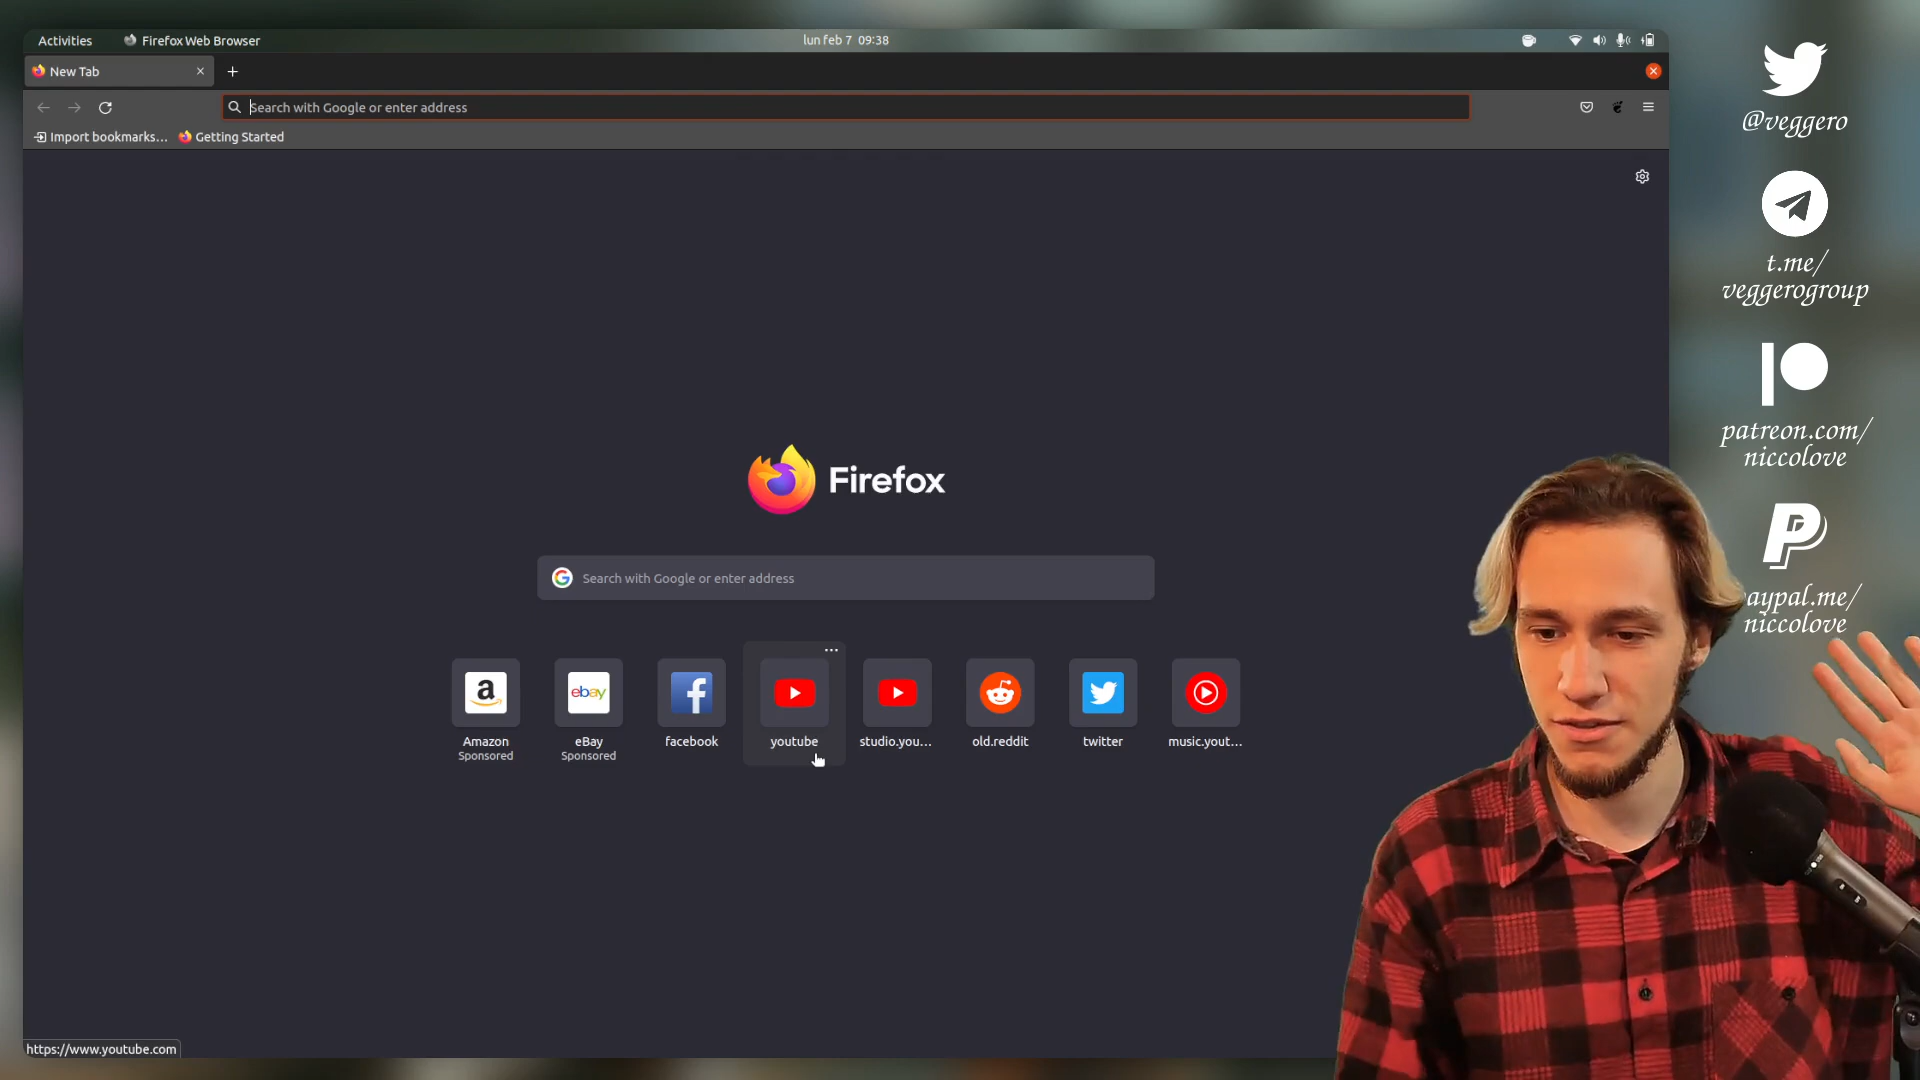 Activities
Firefox Web Browser
lun feb 7 09:38
New Tab
Search with Google or enter address
Import bookmarks...
Getting Started
Firefox
Search with Google or enter address
a
ebay
Amazon
Sponsored
eBay
Sponsored
facebook
youtube
studio.you...
old.reddit
twitter
music.yout...
https://www.youtube.com
@veggero
t.me/
veggerogroup
patreon.com/
niccolove
aypal.me/
niccolove